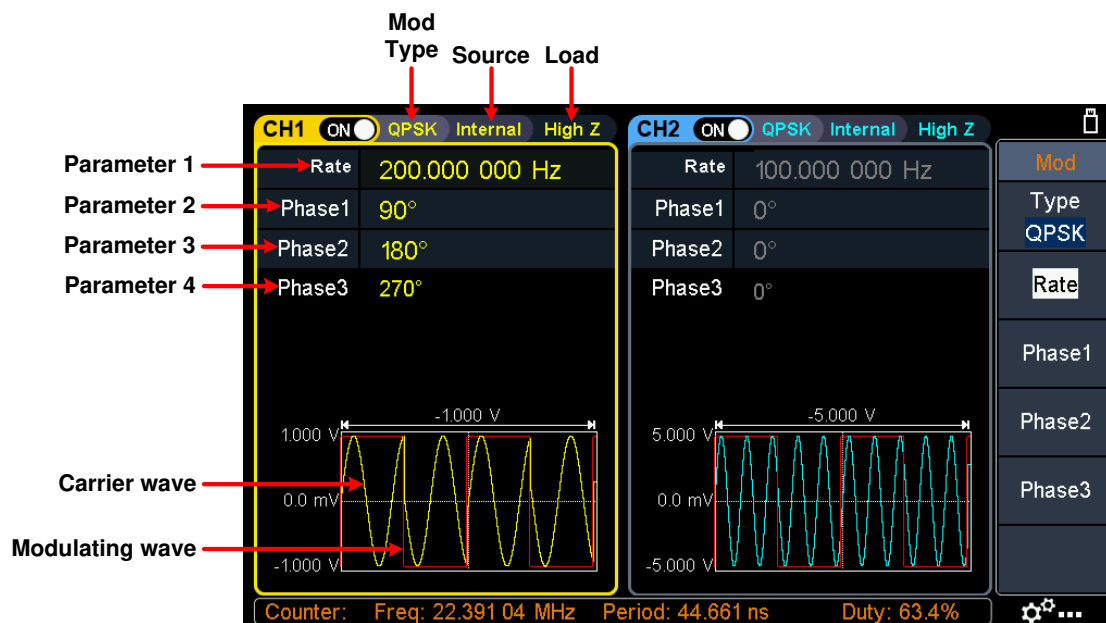 Mod
Type
Source
Load
CH1 ON QPSK Internal High Z
CH2 ON QPSK Internal High Z
Parameter 1
Rate 200.000 000 Hz
Rate 100.000 000 Hz
Mod
Parameter 2
Phase1 90°
Phase1 0°
Type
QPSK
Parameter 3
Phase2 180°
Phase2 0°
Parameter 4
Phase3 270°
Phase3 0°
Rate
Phase1
Phase2
Phase3
-1.000 V
1.000 V
0.0 mV
-1.000 V
-5.000 V
5.000 V
0.0 mV
-5.000 V
Carrier wave
Modulating wave
Counter: Freq: 22.391 04 MHz Period: 44.661 ns Duty: 63.4%